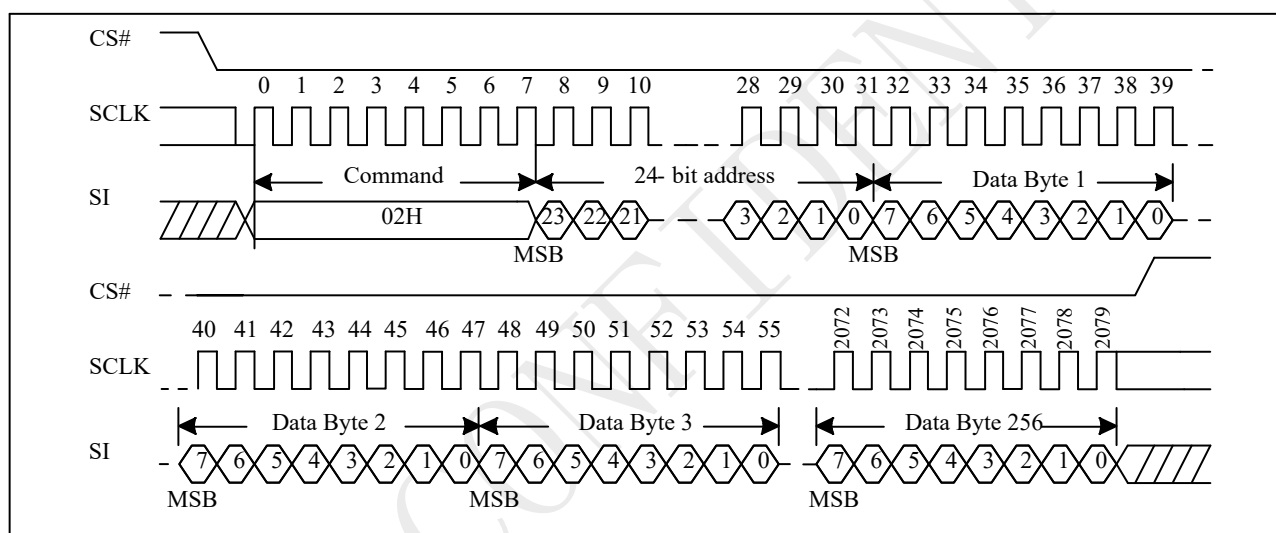 CS#
0 1 2 3 4 5 6 7 8 9 10 28 29 30 31 32 33 34 35 36 37 38 39
SCLK
Command 24- bit address Data Byte 1
SI
02H 23 22 21 3 2 1 0 7 6 5 4 3 2 1 0
MSB MSB
CS#
40 41 42 43 44 45 46 47 48 49 50 51 52 53 54 55 2072 2073 2074 2075 2076 2077 2078 2079
SCLK
Data Byte 2 Data Byte 3 Data Byte 256
SI
7 6 5 4 3 2 1 0 7 6 5 4 3 2 1 0 7 6 5 4 3 2 1 0
MSB MSB MSB
CONFIDENT